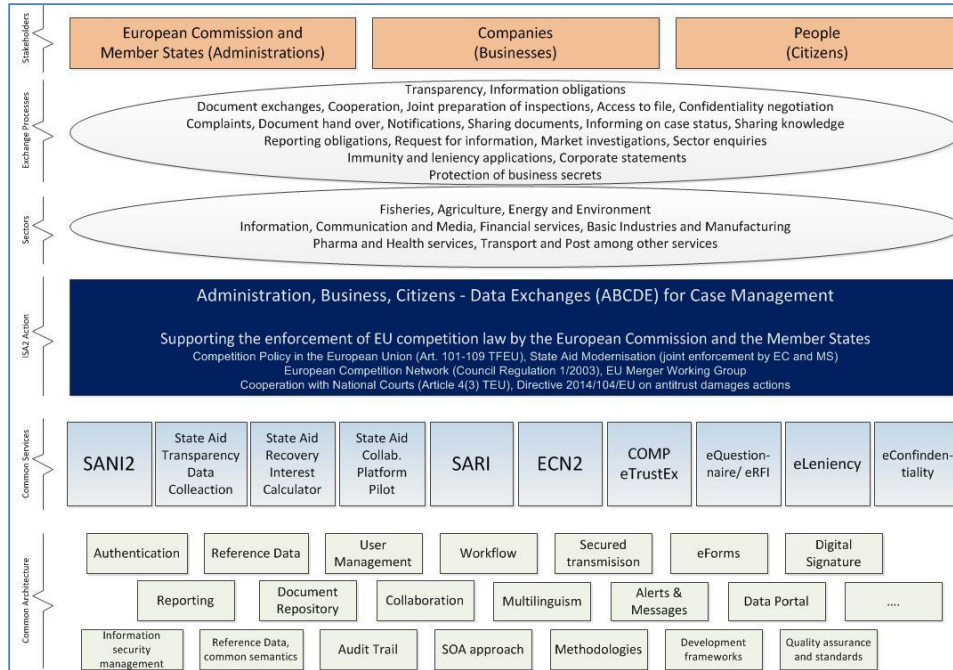 Stakeholders
European Commission and
Member States (Administrations)
Companies
(Businesses)
People
(Citizens)
Exchange Processes
Transparency, Information obligations
Document exchanges, Cooperation, Joint preparation of inspections, Access to file, Confidentiality negotiation
Complaints, Document hand over, Notifications, Sharing documents, Informing on case status, Sharing knowledge
Reporting obligations, Request for information, Market investigations, Sector enquiries
Immunity and leniency applications, Corporate statements
Protection of business secrets
Sectors
Fisheries, Agriculture, Energy and Environment
Information, Communication and Media, Financial services, Basic Industries and Manufacturing
Pharma and Health services, Transport and Post among other services
ISA2 Action
Administration, Business, Citizens - Data Exchanges (ABCDE) for Case Management
Supporting the enforcement of EU competition law by the European Commission and the Member States
Competition Policy in the European Union (Art. 101-109 TFEU), State Aid Modernisation (joint enforcement by EC and MS)
European Competition Network (Council Regulation 1/2003), EU Merger Working Group
Cooperation with National Courts (Article 4(3) TEU), Directive 2014/104/EU on antitrust damages actions
Common Services
SANI2
State Aid
Transparency
Data
Colleaction
State Aid
Recovery
Interest
Calculator
State Aid
Collab.
Platform
Pilot
SARI
ECN2
COMP
eTrustEx
eQuestion-
naire/ eRFI
eLeniency
eConfinden-
tiality
Common Architecture
Authentication
Reference Data
User
Management
Workflow
Secured
transmisison
eForms
Digital
Signature
Reporting
Document
Repository
Collaboration
Multilinguism
Alerts &
Messages
Data Portal
....
Information
security
management
Reference Data,
common semantics
Audit Trail
SOA approach
Methodologies
Development
frameworks
Quality assurance
and standards